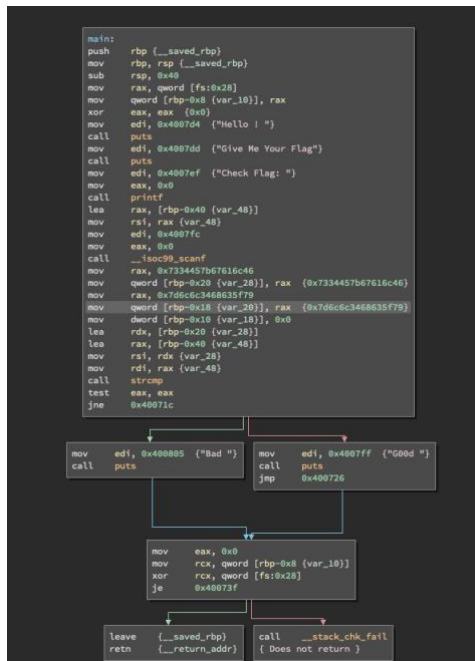 main:
push rbp {__saved_rbp}
mov rbp, rsp {__saved_rbp}
sub rsp, 0x40
mov rax, qword [fs:0x28]
mov qword [rbp-0x8 {var_10}], rax
xor eax, eax {0x0}
mov edi, 0x4007d4 {"Hello ! "}
call puts
mov edi, 0x4007dd {"Give Me Your Flag"}
call puts
mov edi, 0x4007ef {"Check Flag: "}
mov eax, 0x0
call printf
lea rax, [rbp-0x40 {var_48}]
mov rsi, rax {var_48}
mov edi, 0x4007fc
mov eax, 0x0
call __isoc99_scanf
mov rax, 0x7334457b67616c46
mov qword [rbp-0x20 {var_28}], rax {0x7334457b67616c46}
mov rax, 0x7d6c6c3468635f79
mov qword [rbp-0x18 {var_20}], rax {0x7d6c6c3468635f79}
mov dword [rbp-0x10 {var_18}], 0x0
lea rdx, [rbp-0x20 {var_28}]
lea rax, [rbp-0x40 {var_48}]
mov rsi, rdx {var_28}
mov rdi, rax {var_48}
call strcmp
test eax, eax
jne 0x40071c
mov edi, 0x400805 {"Bad "}
call puts
mov edi, 0x4007ff {"G00d "}
call puts
jmp 0x400726
mov eax, 0x0
mov rcx, qword [rbp-0x8 {var_10}]
xor rcx, qword [fs:0x28]
je 0x40073f
leave {__saved_rbp}
retn {__return_addr}
call __stack_chk_fail
{ Does not return }